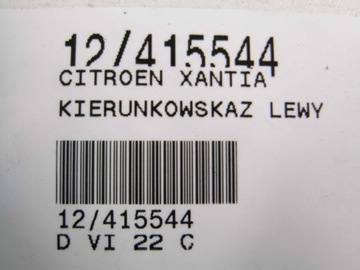 12/415544
CITROEN XANTIA
KIERUNKOWSKAZ LEWY
12/415544
D VI 22 C